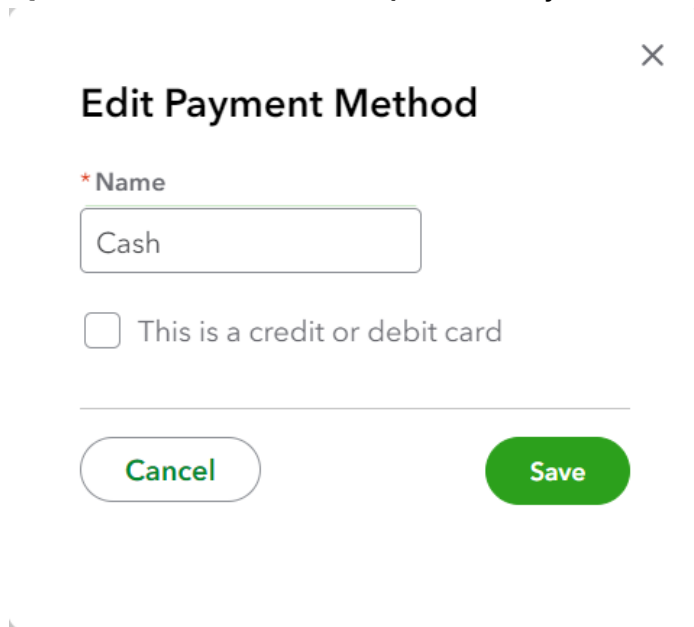 Edit Payment Method
* Name
Cash
This is a credit or debit card
Cancel
Save